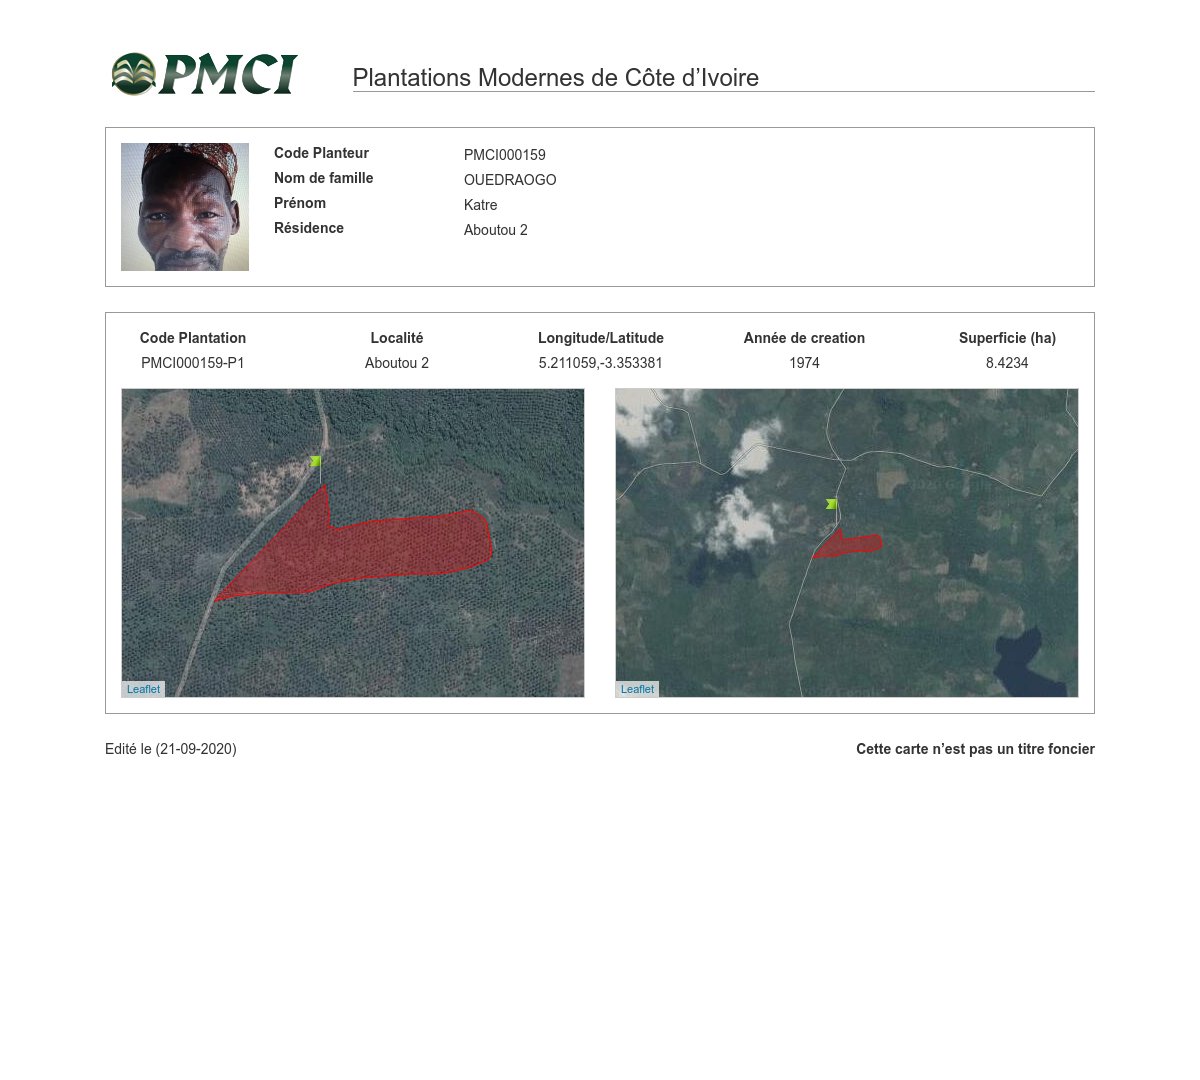 PMCI
Plantations Modernes de Côte d’Ivoire
Code Planteur PMCI000159
Nom de famille OUEDRAOGO
Prénom Katre
Résidence Aboutou 2
Code Plantation Localité Longitude/Latitude Année de creation Superficie (ha)
PMCI000159-P1 Aboutou 2 5.211059,-3.353381 1974 8.4234
Leaflet Leaflet
Edité le (21-09-2020) Cette carte n’est pas un titre foncier